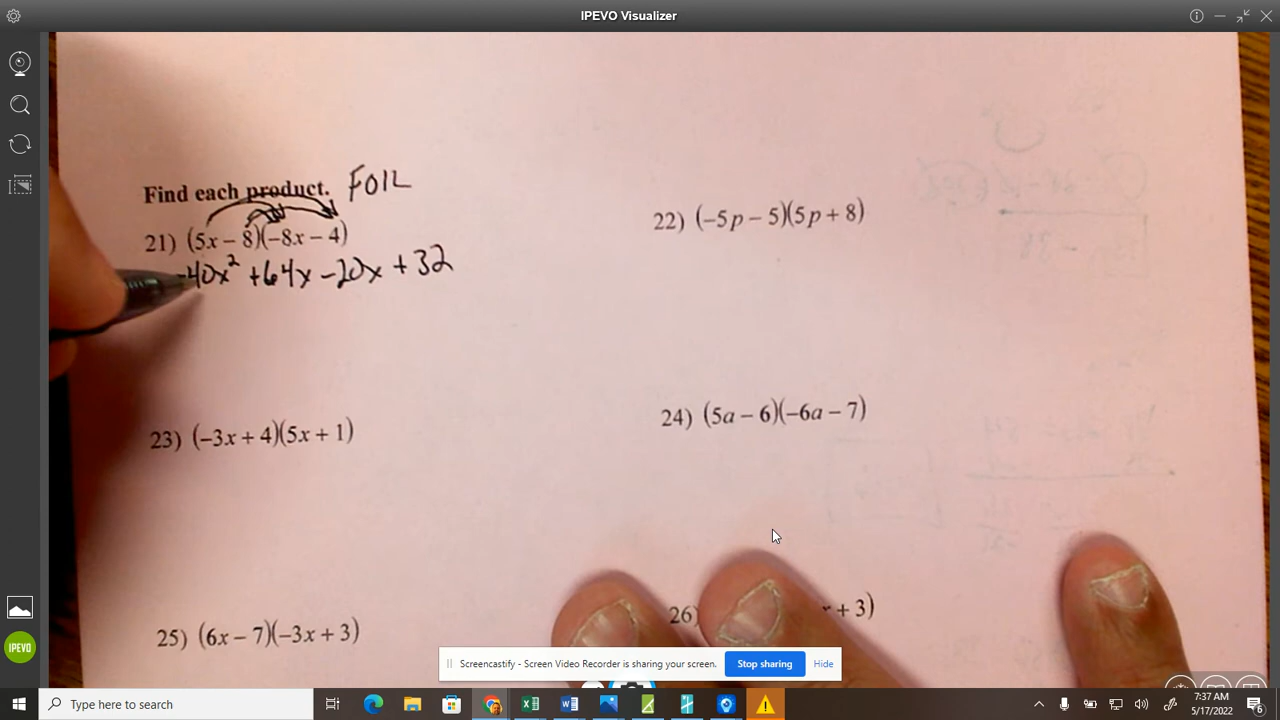 IPEVO Visualizer
Find each product. FOIL
21) (5x – 8)(–8x – 4)
-40x² +64x -20x +32
22) (–5p – 5)(5p + 8)
23) (–3x + 4)(5x + 1)
24) (5a – 6)(–6a – 7)
25) (6x – 7)(–3x + 3)
26) + 3)
IPEVO
Screencastify - Screen Video Recorder is sharing your screen. Stop sharing Hide
Type here to search
7:37 AM
5/17/2022
6